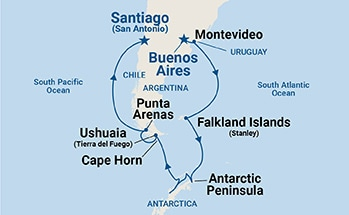 Santiago
(San Antonio)
Montevideo
URUGUAY
Buenos
Aires
South Pacific
Ocean
CHILE
ARGENTINA
South Atlantic
Ocean
Punta
Arenas
Falkland Islands
(Stanley)
Ushuaia
(Tierra del Fuego)
Cape Horn
Antarctic
Peninsula
ANTARCTICA